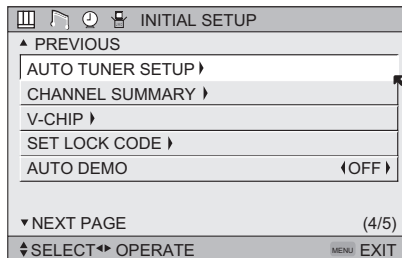 INITIAL SETUP
▲ PREVIOUS
AUTO TUNER SETUP
CHANNEL SUMMARY
V-CHIP
SET LOCK CODE
AUTO DEMO OFF
▼ NEXT PAGE (4/5)
SELECT OPERATE MENU EXIT